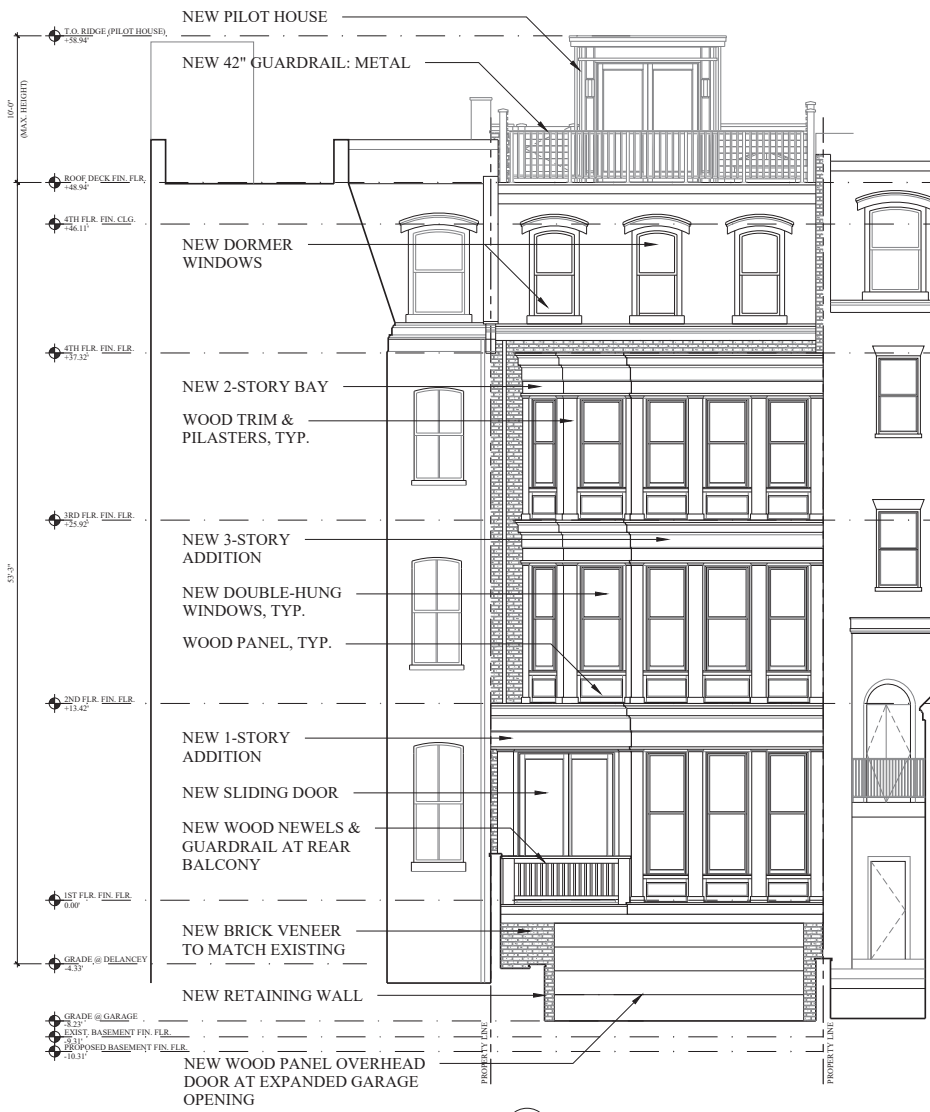 NEW PILOT HOUSE
T.O. RIDGE (PILOT HOUSE)
+58.94'
NEW 42" GUARDRAIL: METAL
10'-0"
(MAX. HEIGHT)
ROOF DECK FIN. FLR.
+48.94'
4TH FLR. FIN. CLG.
+46.11'
NEW DORMER
WINDOWS
4TH FLR. FIN. FLR.
+37.32'
NEW 2-STORY BAY
WOOD TRIM &
PILASTERS, TYP.
3RD FLR. FIN. FLR.
+25.92'
NEW 3-STORY
ADDITION
53'-3"
NEW DOUBLE-HUNG
WINDOWS, TYP.
WOOD PANEL, TYP.
2ND FLR. FIN. FLR.
+13.42'
NEW 1-STORY
ADDITION
NEW SLIDING DOOR
NEW WOOD NEWELS &
GUARDRAIL AT REAR
BALCONY
1ST FLR. FIN. FLR.
0.00'
NEW BRICK VENEER
TO MATCH EXISTING
GRADE @ DELANCEY
-4.33'
NEW RETAINING WALL
GRADE @ GARAGE
-8.23'
EXIST. BASEMENT FIN. FLR.
-9.31'
PROPOSED BASEMENT FIN. FLR.
-10.31'
PROPERTY LINE
PROPERTY LINE
NEW WOOD PANEL OVERHEAD
DOOR AT EXPANDED GARAGE
OPENING